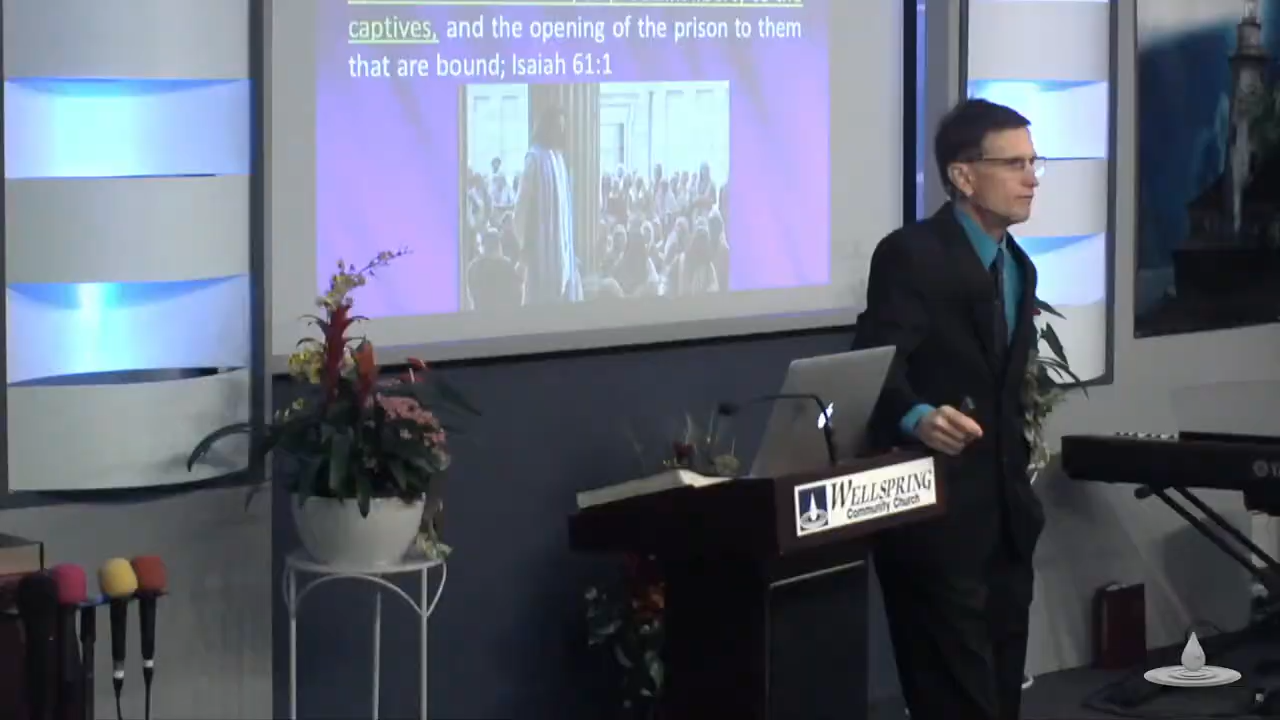 captives, and the opening of the prison to them
that are bound; Isaiah 61:1
WELLSPRING
Community Church